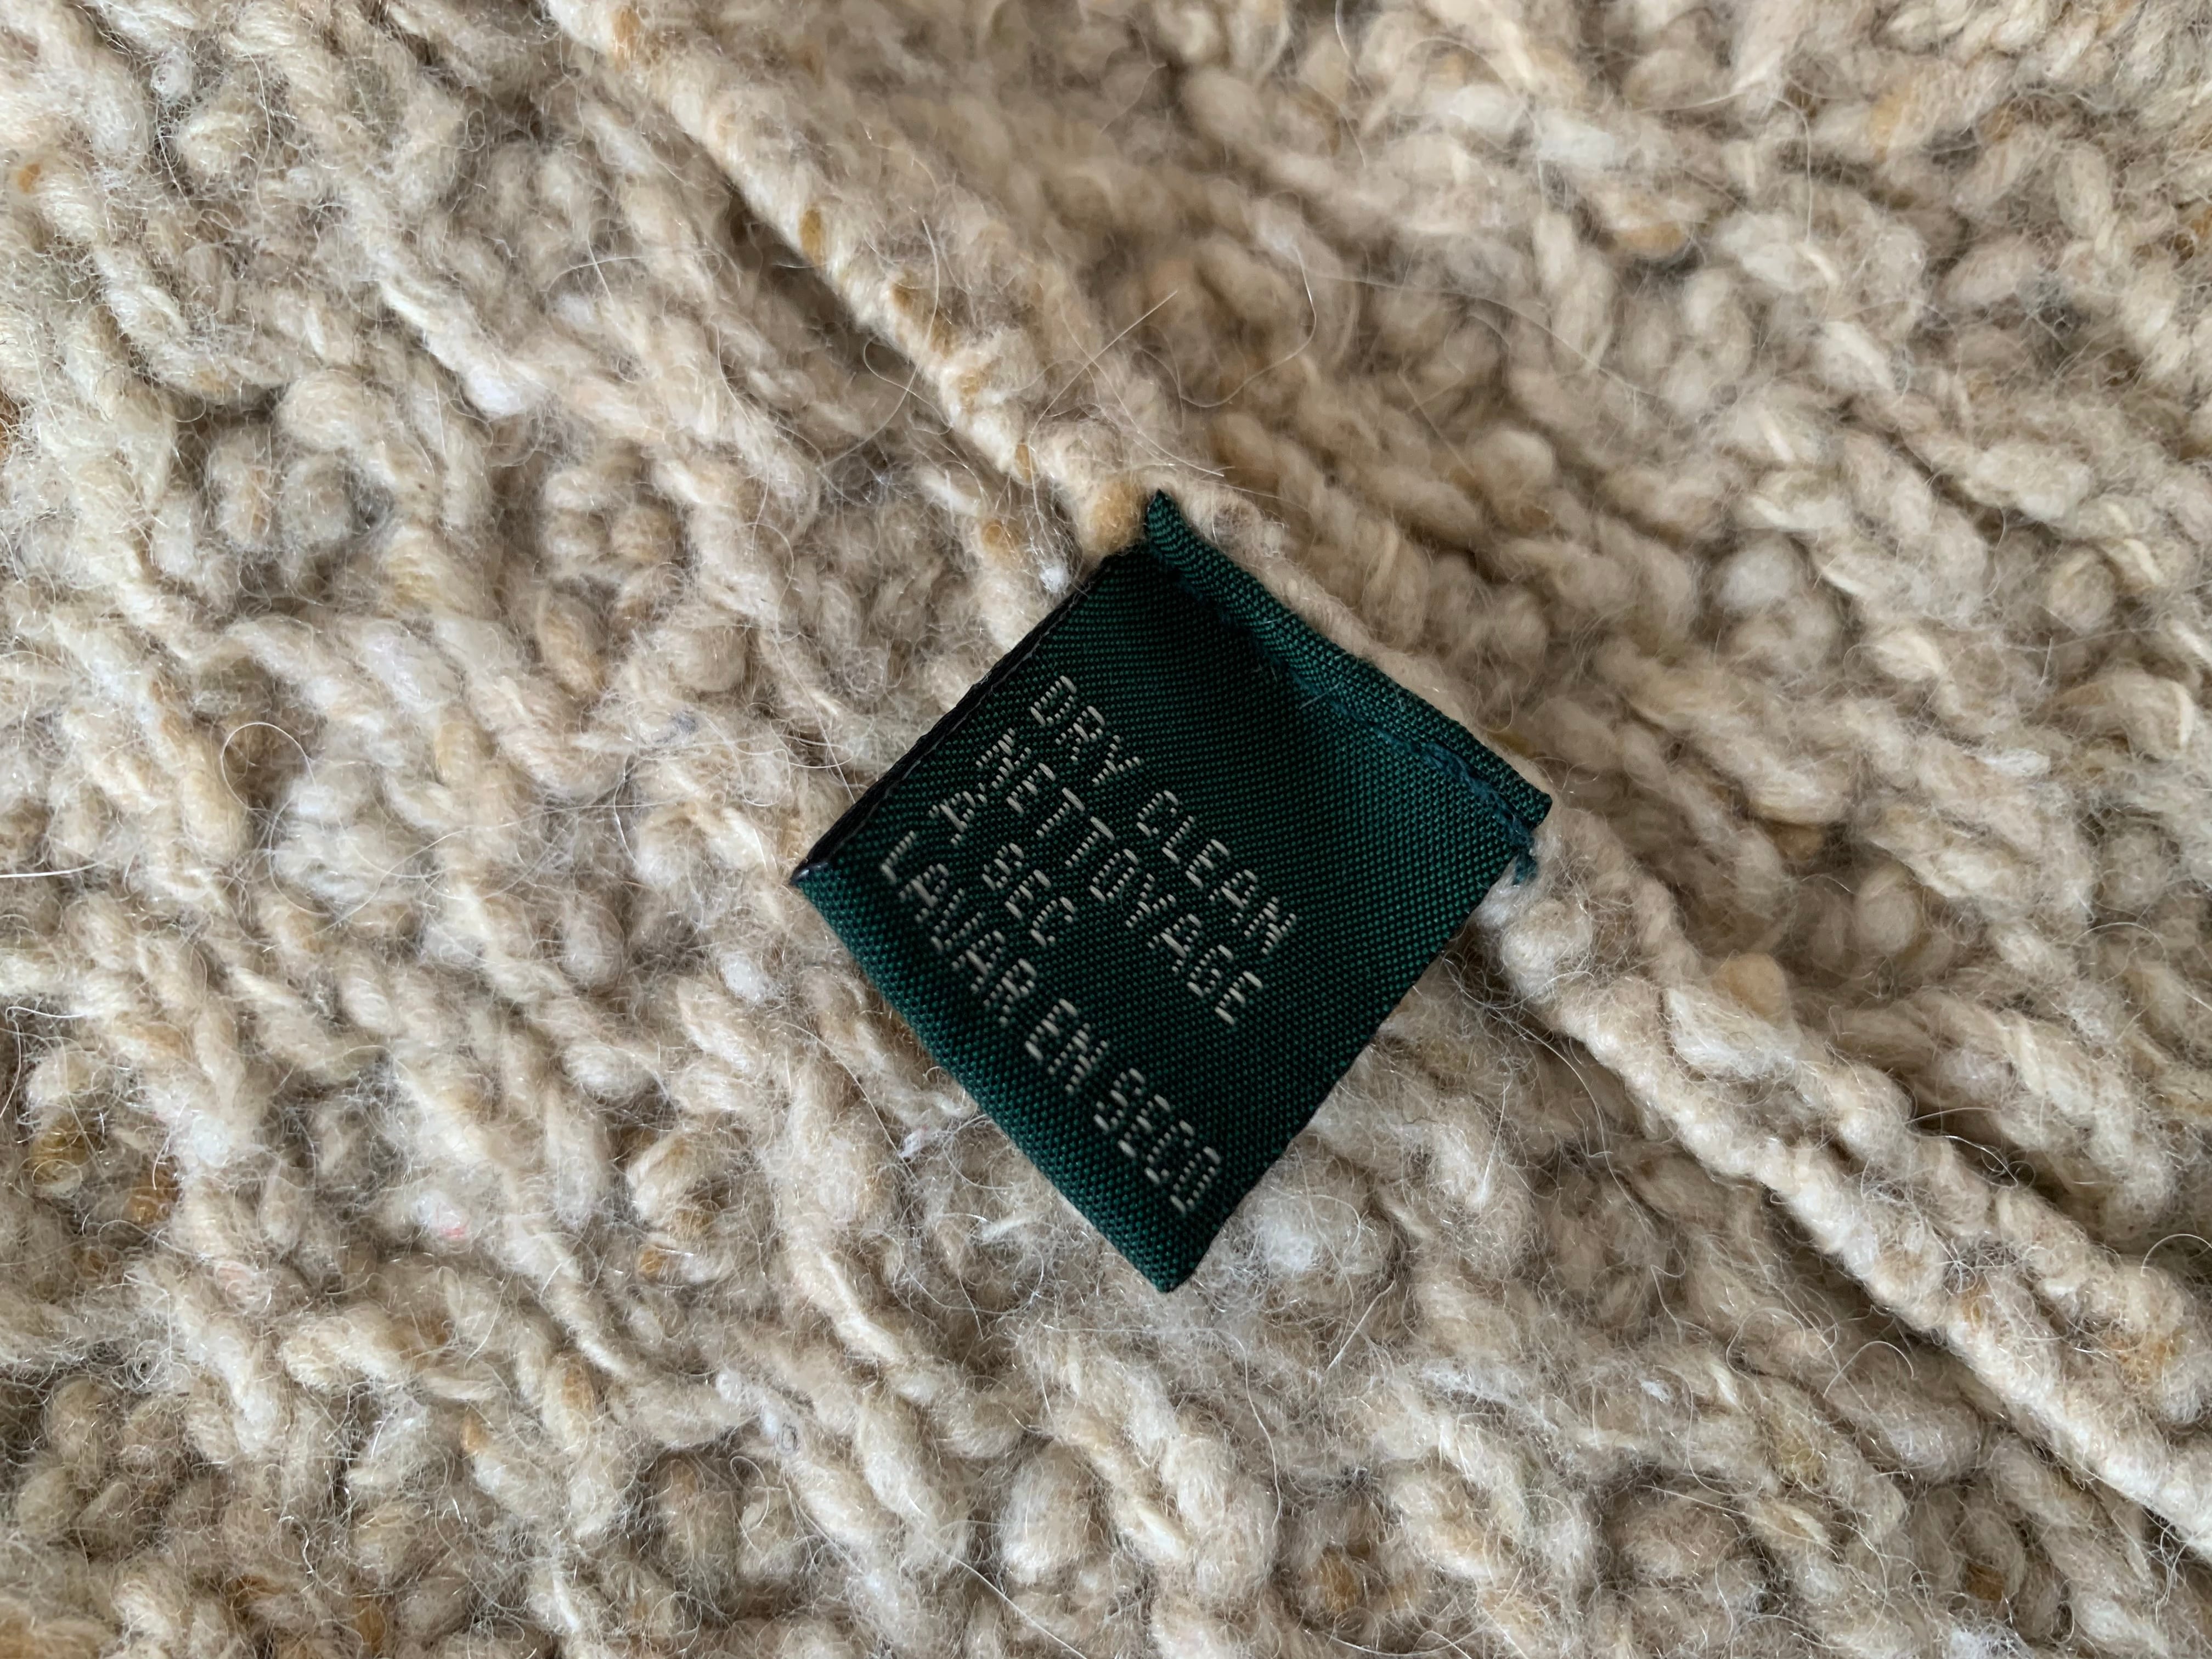 DRY CLEAN
NETTOYAGE
A SEC
LAVAR EN SECO